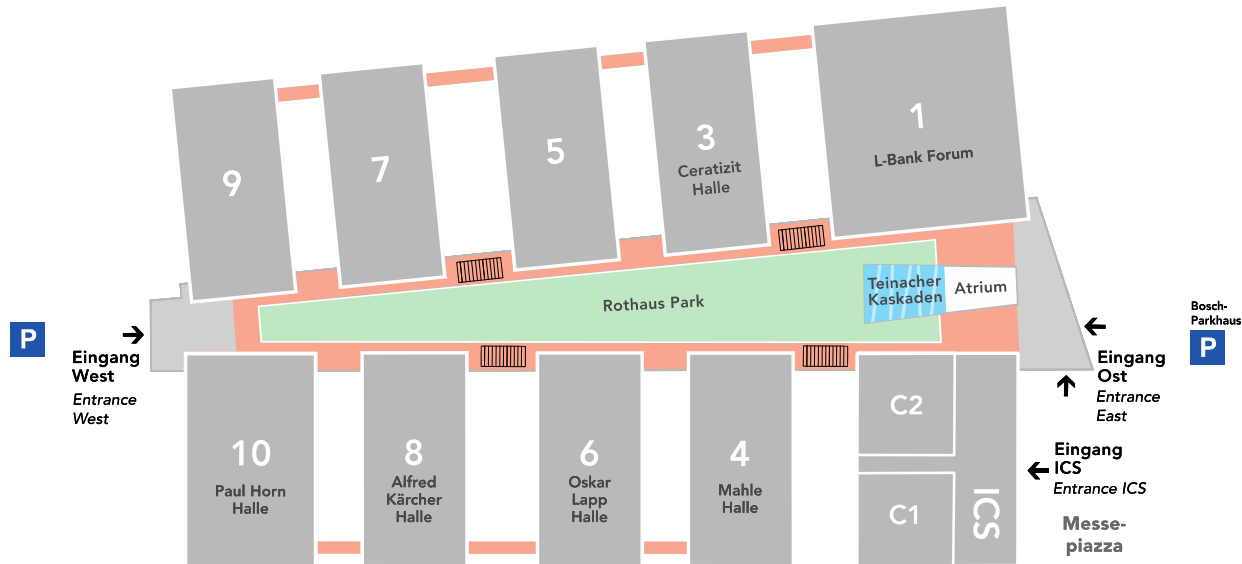 1
L-Bank Forum
3
Ceratizit
Halle
5
7
9
Rothaus Park
Teinacher
Kaskaden
Atrium
P
Eingang
West
Entrance
West
Bosch-
Parkhaus
P
Eingang
Ost
Entrance
East
10
Paul Horn
Halle
8
Alfred
Kärcher
Halle
6
Oskar
Lapp
Halle
4
Mahle
Halle
C2
C1
ICS
Eingang
ICS
Entrance ICS
Messe-
piazza